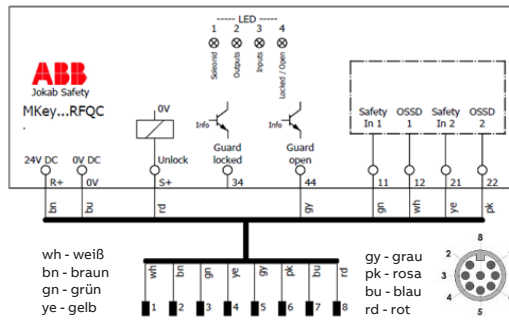 ----- LED -----
1 2 3 4
Soleonid
Outputs
Inputs
Locked / Open
ABB
Jokab Safety
MKey...RFQC
.
0V
Info
Info
Safety In 1
OSSD 1
Safety In 2
OSSD 2
24V DC
0V DC
Unlock
Guard locked
Guard open
R+ 0V S+ 34 44 11 12 21 22
bn bu rd gy gn wh ye pk
wh - weiß
bn - braun
gn - grün
ye - gelb
wh bn gn ye gy pk bu rd
1 2 3 4 5 6 7 8
gy - grau
pk - rosa
bu - blau
rd - rot
8
2
3
4
5